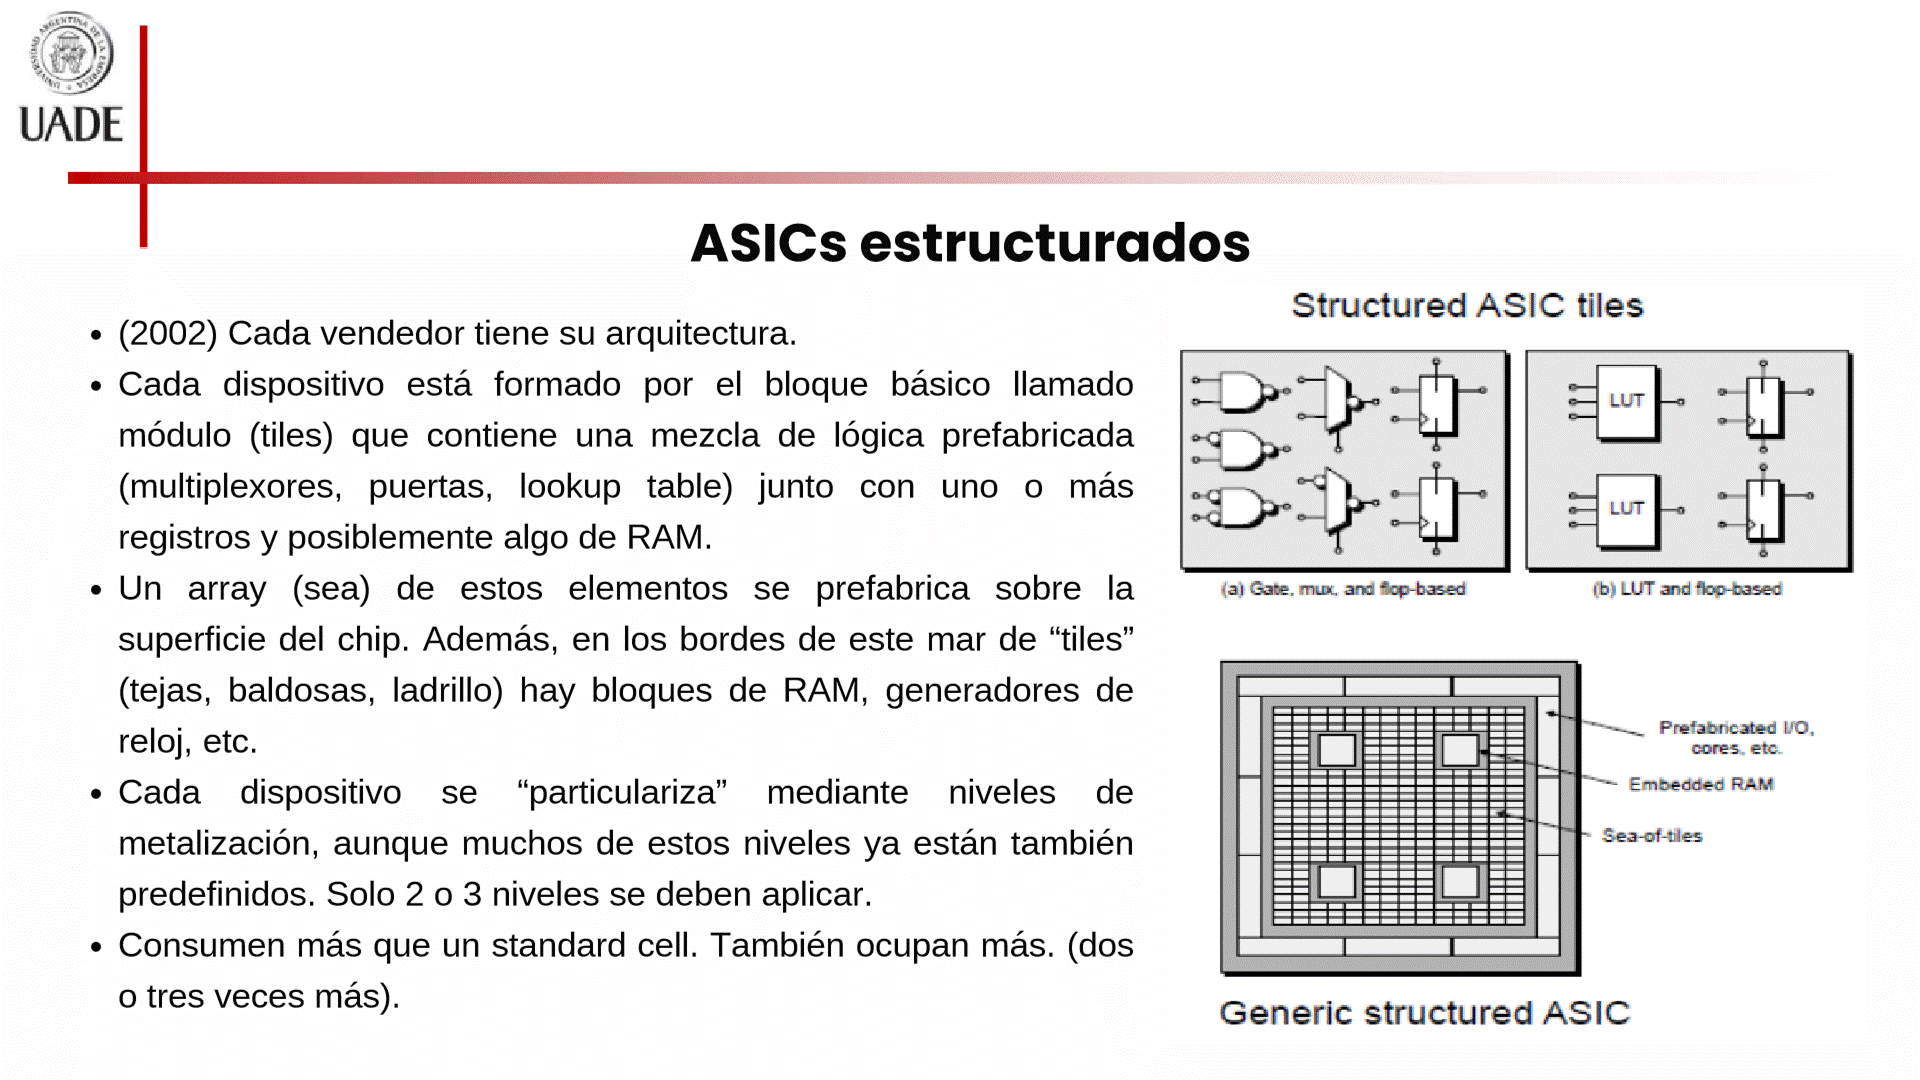 UNIVERSIDAD ARGENTINA DE LA EMPRESA
UADE
ASICs estructurados
• (2002) Cada vendedor tiene su arquitectura.
• Cada dispositivo está formado por el bloque básico llamado
módulo (tiles) que contiene una mezcla de lógica prefabricada
(multiplexores, puertas, lookup table) junto con uno o más
registros y posiblemente algo de RAM.
• Un array (sea) de estos elementos se prefabrica sobre la
superficie del chip. Además, en los bordes de este mar de “tiles”
(tejas, baldosas, ladrillo) hay bloques de RAM, generadores de
reloj, etc.
• Cada dispositivo se “particulariza” mediante niveles de
metalización, aunque muchos de estos niveles ya están también
predefinidos. Solo 2 o 3 niveles se deben aplicar.
• Consumen más que un standard cell. También ocupan más. (dos
o tres veces más).
Structured ASIC tiles
LUT
LUT
(a) Gate, mux, and flop-based
(b) LUT and flop-based
Prefabricated I/O,
cores, etc.
Embedded RAM
Sea-of-tiles
Generic structured ASIC